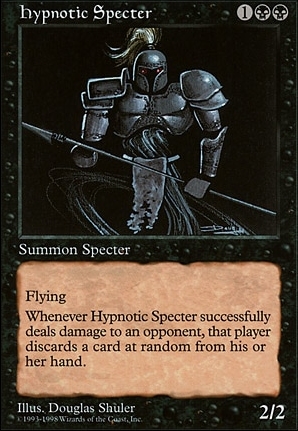 Hypnotic Specter 1
Summon Specter
Flying
Whenever Hypnotic Specter successfully
deals damage to an opponent, that player
discards a card at random from his or
her hand.
Illus. Douglas Shuler
©1993-1998 Wizards of the Coast, Inc.
2/2